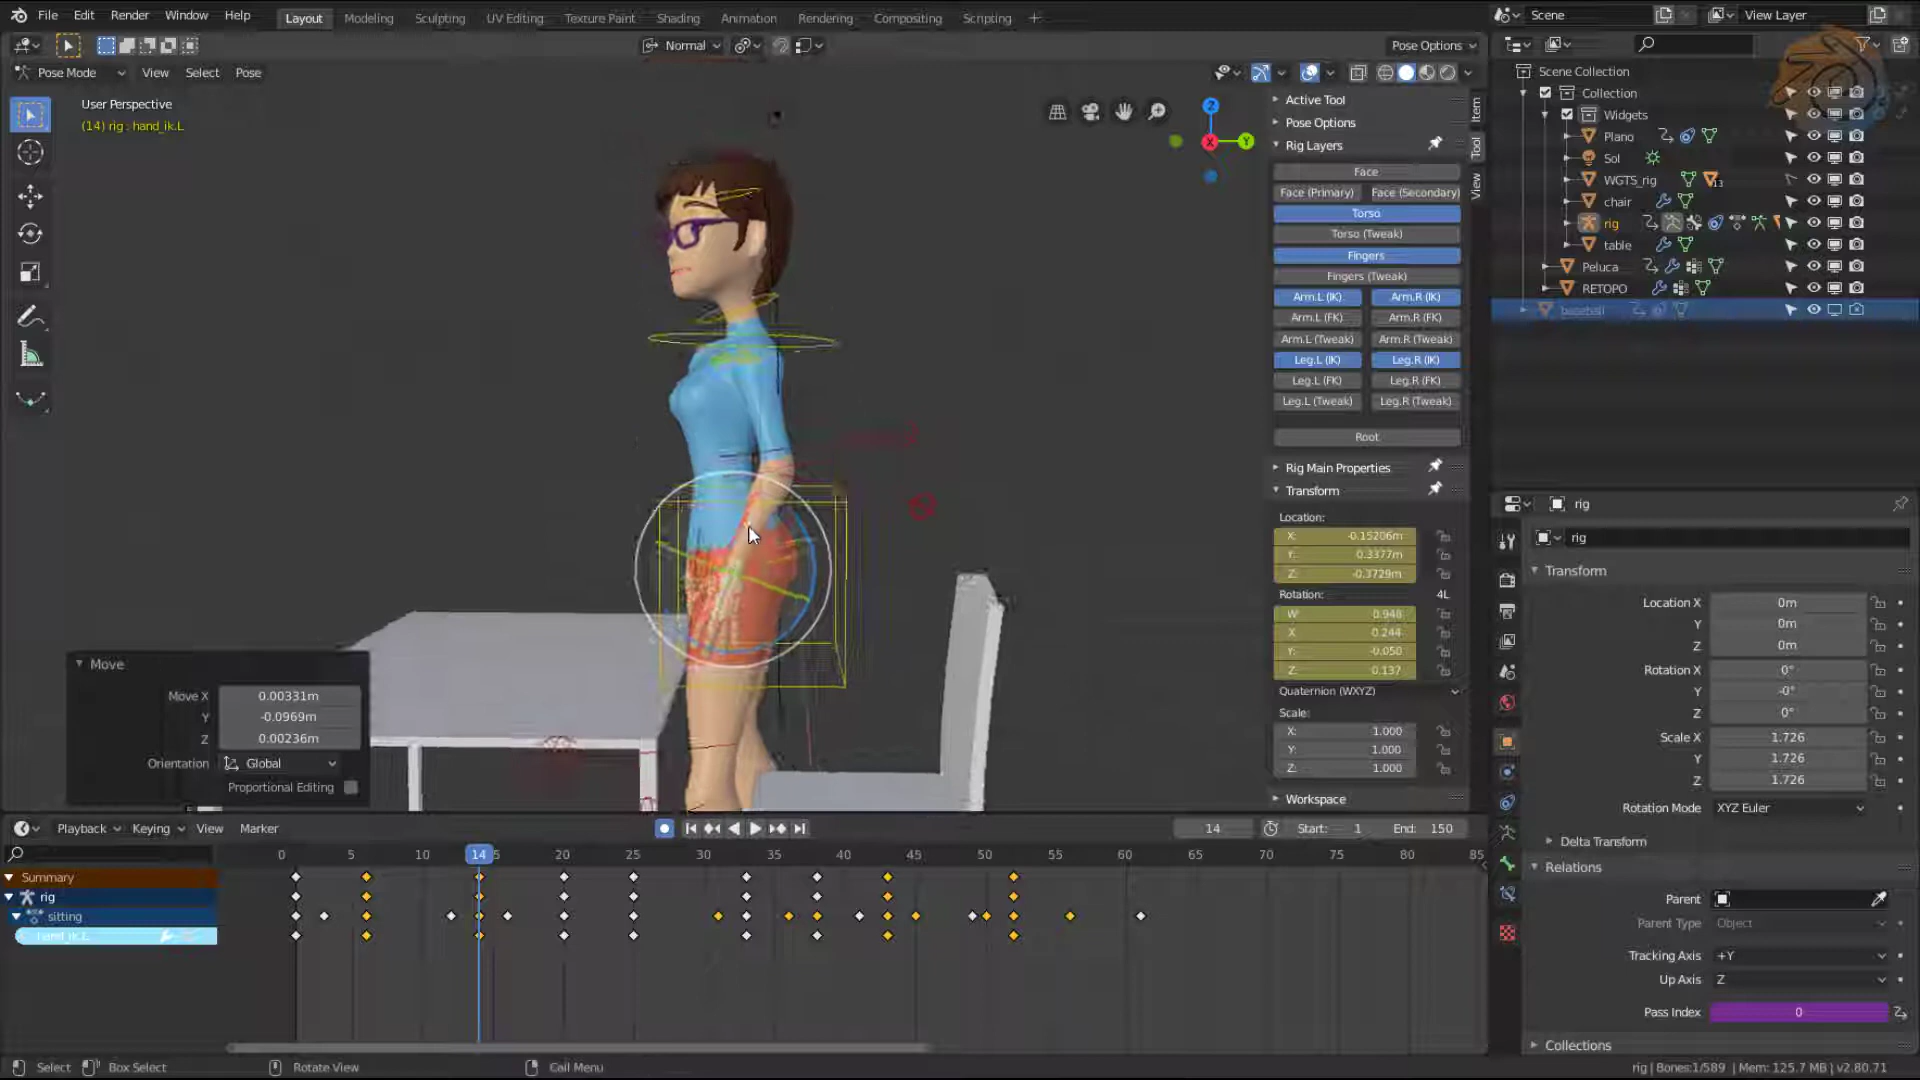 File Edit Render Window Help Layout Modeling Sculpting UV Editing Texture Paint Shading Animation Rendering Compositing Scripting + Scene View Layer
Normal Pose Options
Pose Mode View Select Pose
User Perspective
(14) rig : hand_ik.L
Active Tool
Pose Options
Rig Layers
Face
Face (Primary) Face (Secondary)
Torso
Torso (Tweak)
Fingers
Fingers (Tweak)
Arm.L (IK) Arm.R (IK)
Arm.L (FK) Arm.R (FK)
Arm.L (Tweak) Arm.R (Tweak)
Leg.L (IK) Leg.R (IK)
Leg.L (FK) Leg.R (FK)
Leg.L (Tweak) Leg.R (Tweak)
Root
Rig Main Properties
Transform
Location:
X: -0.15206m
Y: 0.3377m
Z: -0.3729m
Rotation: 4L
W: 0.948
X 0.244
Y: -0.050
Z: 0.137
Quaternion (WXYZ)
Scale:
X: 1.000
Y: 1.000
Z: 1.000
Workspace
Item
Tool
View
Z
X
Y
Scene Collection
Collection
Widgets
Plano
Sol
WGTS_rig 13
chair
rig
table
Peluca
RETOPO
baseball
rig
rig
Transform
Location X 0m
Y 0m
Z 0m
Rotation X 0°
Y -0°
Z 0°
Scale X 1.726
Y 1.726
Z 1.726
Rotation Mode XYZ Euler
Delta Transform
Relations
Parent
Parent Type Object
Tracking Axis +Y
Up Axis Z
Pass Index 0
Collections
Move
Move X 0.00331m
Y -0.0969m
Z 0.00236m
Orientation Global
Proportional Editing
Playback Keying View Marker 14 Start: 1 End: 150
0 5 10 14 15 20 25 30 35 40 45 50 55 60 65 70 75 80 85
Summary
rig
sitting
hand_ik.L
Select Box Select Rotate View Call Menu rig | Bones:1/589 | Mem: 125.7 MB | v2.80.71